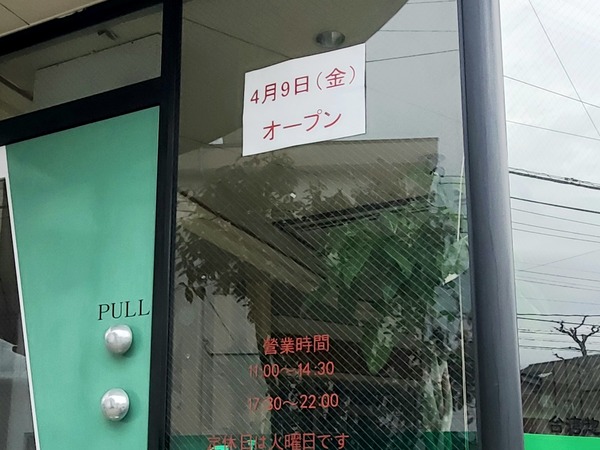 4月9日(金)
オープン
PULL
営業時間
11:00～14:30
17:30～22:00
定休日は火曜日です